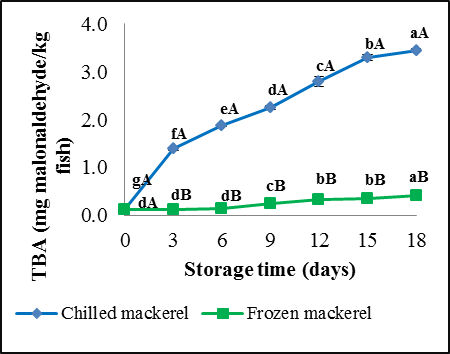 TBA (mg malonaldehyde/kg
fish)
4.0
3.0
2.0
1.0
0.0
gA
fA
eA
dA
cA
bA
aA
dA
dB
dB
cB
bB
bB
aB
0
3
6
9
12
15
18
Storage time (days)
Chilled mackerel
Frozen mackerel